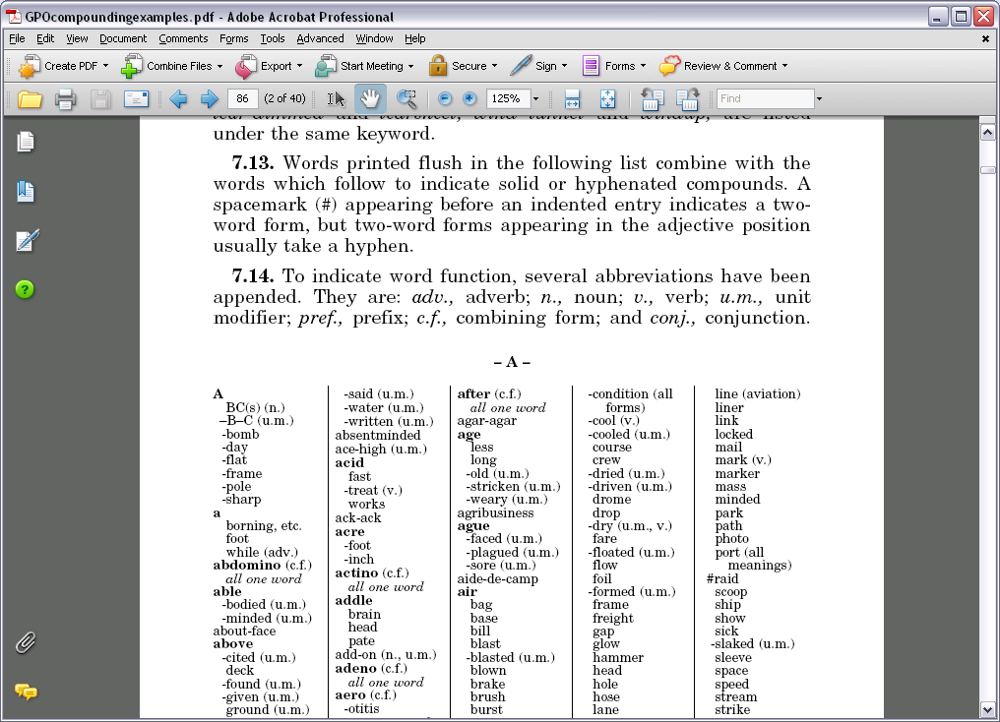 GPOcompoundingexamples.pdf - Adobe Acrobat Professional
File Edit View Document Comments Forms Tools Advanced Window Help
Create PDF Combine Files Export Start Meeting Secure Sign Forms Review & Comment
86 (2 of 40) 125% Find
tear-dimmed and tearsheet, wind tunnel and windup, are listed
under the same keyword.
7.13. Words printed flush in the following list combine with the
words which follow to indicate solid or hyphenated compounds. A
spacemark (#) appearing before an indented entry indicates a two-
word form, but two-word forms appearing in the adjective position
usually take a hyphen.
7.14. To indicate word function, several abbreviations have been
appended. They are: adv., adverb; n., noun; v., verb; u.m., unit
modifier; pref., prefix; c.f., combining form; and conj., conjunction.
– A –
A
BC(s) (n.)
–B–C (u.m.)
-bomb
-day
-flat
-frame
-pole
-sharp
a
borning, etc.
foot
while (adv.)
abdomino (c.f.)
all one word
able
-bodied (u.m.)
-minded (u.m.)
about-face
above
-cited (u.m.)
deck
-found (u.m.)
-given (u.m.)
ground (u.m.)
-said (u.m.)
-water (u.m.)
-written (u.m.)
absentminded
ace-high (u.m.)
acid
fast
-treat (v.)
works
ack-ack
acre
-foot
-inch
actino (c.f.)
all one word
addle
brain
head
pate
add-on (n., u.m.)
adeno (c.f.)
all one word
aero (c.f.)
-otitis
after (c.f.)
all one word
agar-agar
age
less
long
-old (u.m.)
-stricken (u.m.)
-weary (u.m.)
agribusiness
ague
-faced (u.m.)
-plagued (u.m.)
-sore (u.m.)
aide-de-camp
air
bag
base
bill
blast
-blasted (u.m.)
blown
brake
brush
burst
-condition (all
forms)
-cool (v.)
-cooled (u.m.)
course
crew
-dried (u.m.)
-driven (u.m.)
drome
drop
-dry (u.m., v.)
fare
-floated (u.m.)
flow
foil
-formed (u.m.)
frame
freight
gap
glow
hammer
head
hole
hose
lane
line (aviation)
liner
link
locked
mail
mark (v.)
marker
mass
minded
park
path
photo
port (all
meanings)
#raid
scoop
ship
show
sick
-slaked (u.m.)
sleeve
space
speed
stream
strike